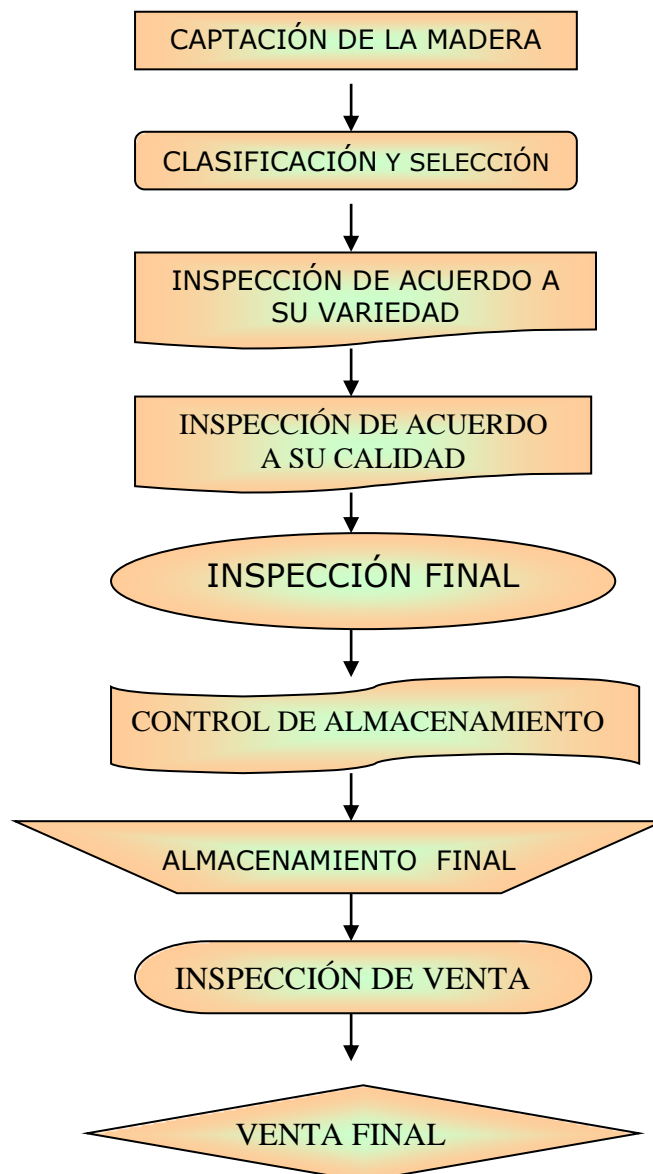 CAPTACIÓN DE LA MADERA
CLASIFICACIÓN Y SELECCIÓN
INSPECCIÓN DE ACUERDO A
SU VARIEDAD
INSPECCIÓN DE ACUERDO
A SU CALIDAD
INSPECCIÓN FINAL
CONTROL DE ALMACENAMIENTO
ALMACENAMIENTO FINAL
INSPECCIÓN DE VENTA
VENTA FINAL